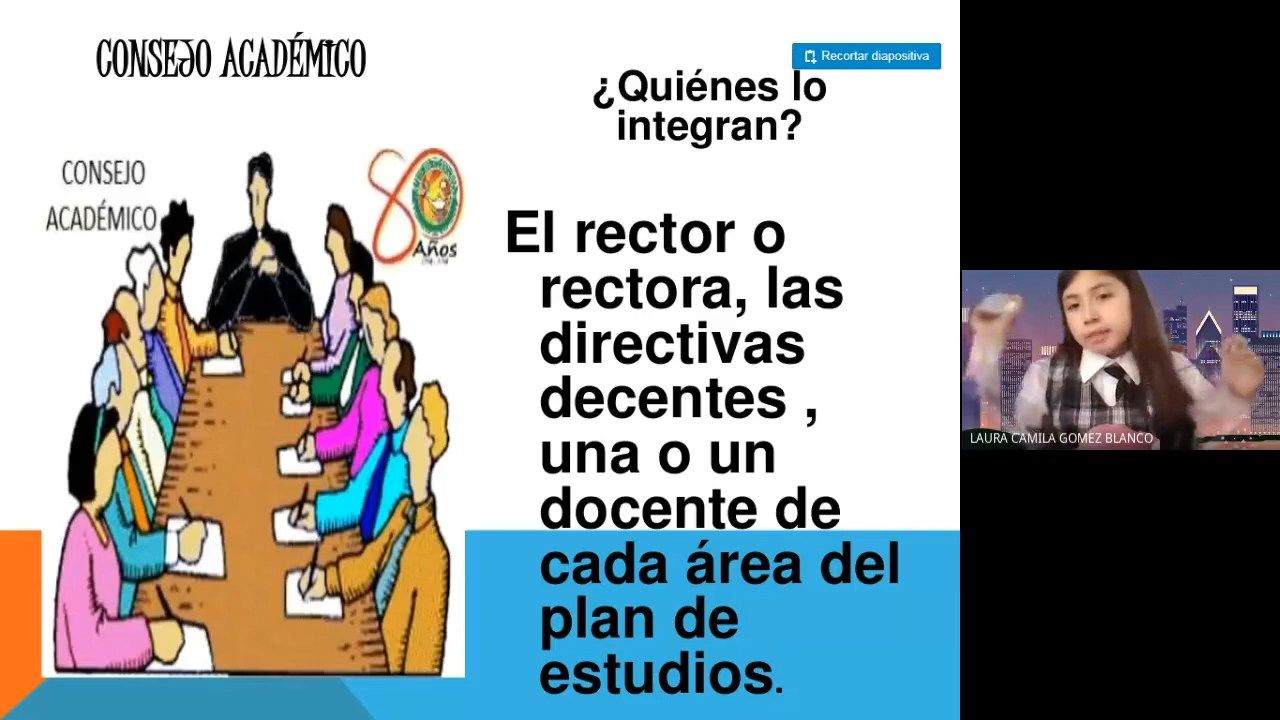 CONSEJO ACADÉMICO
Recortar diapositiva
¿Quiénes lo
integran?
CONSEJO
ACADÉMICO
80
Años
El rector o
rectora, las
directivas
decentes ,
una o un
docente de
cada área del
plan de
estudios.
LAURA CAMILA GOMEZ BLANCO